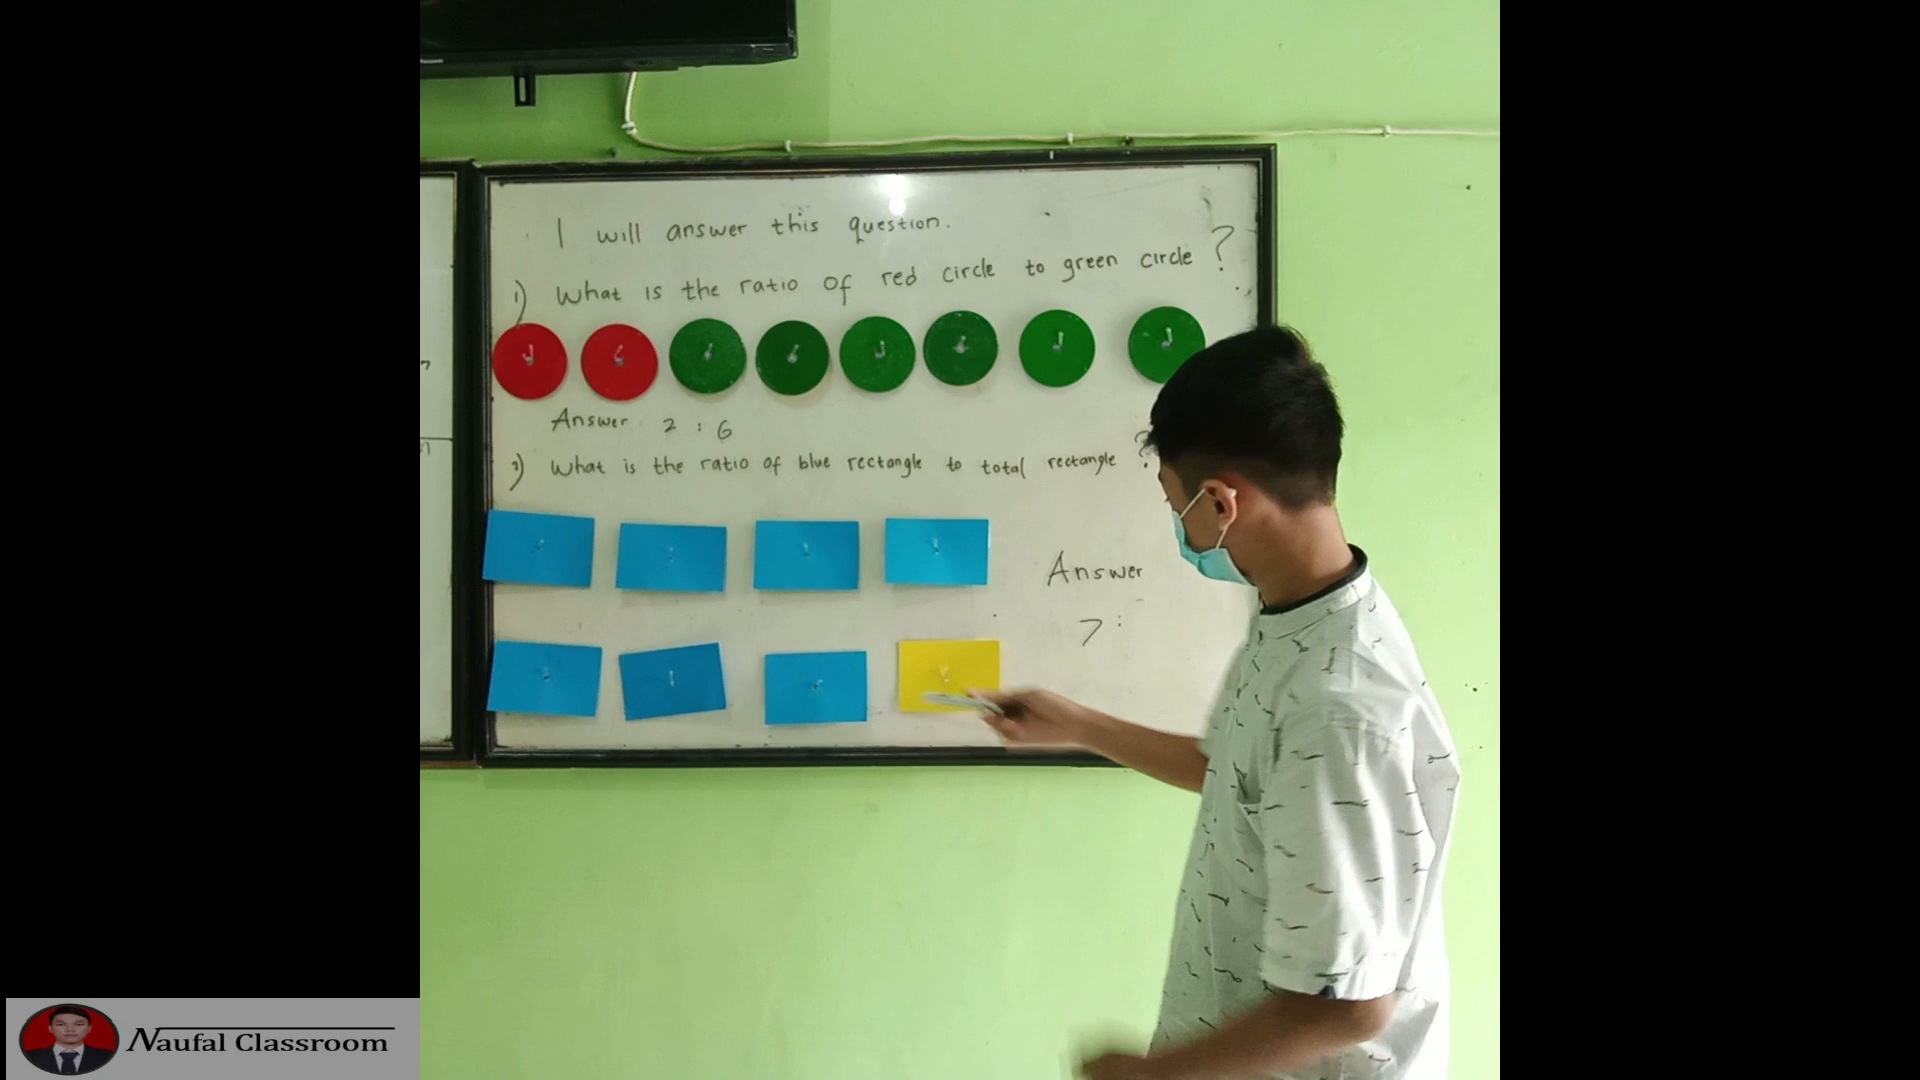 I will answer this question.
1) What is the ratio of red circle to green circle ?
Answer 2 : 6
2) What is the ratio of blue rectangle to total rectangle ?
Answer
7 :
Naufal Classroom